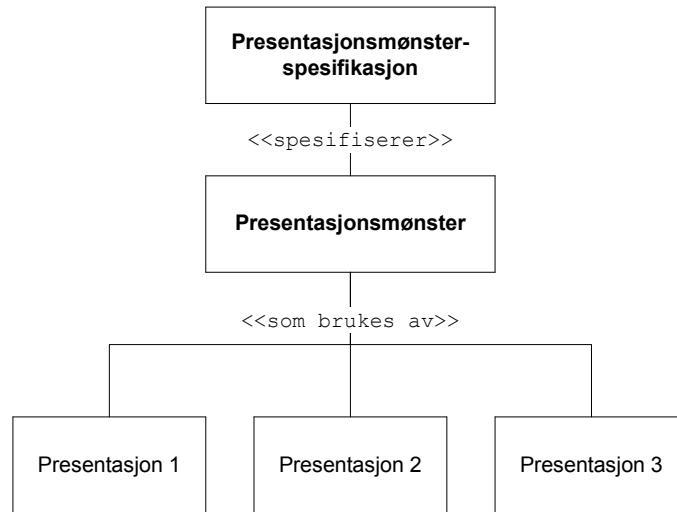 Presentasjonsmønster-
spesifikasjon
<<spesifiserer>>
Presentasjonsmønster
<<som brukes av>>
Presentasjon 1
Presentasjon 2
Presentasjon 3